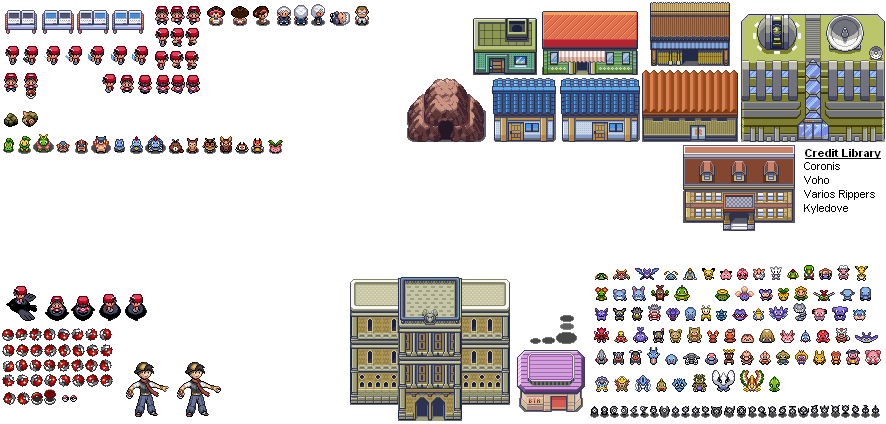 Credit Library
Coronis
Voho
Varios Rippers
Kyledove